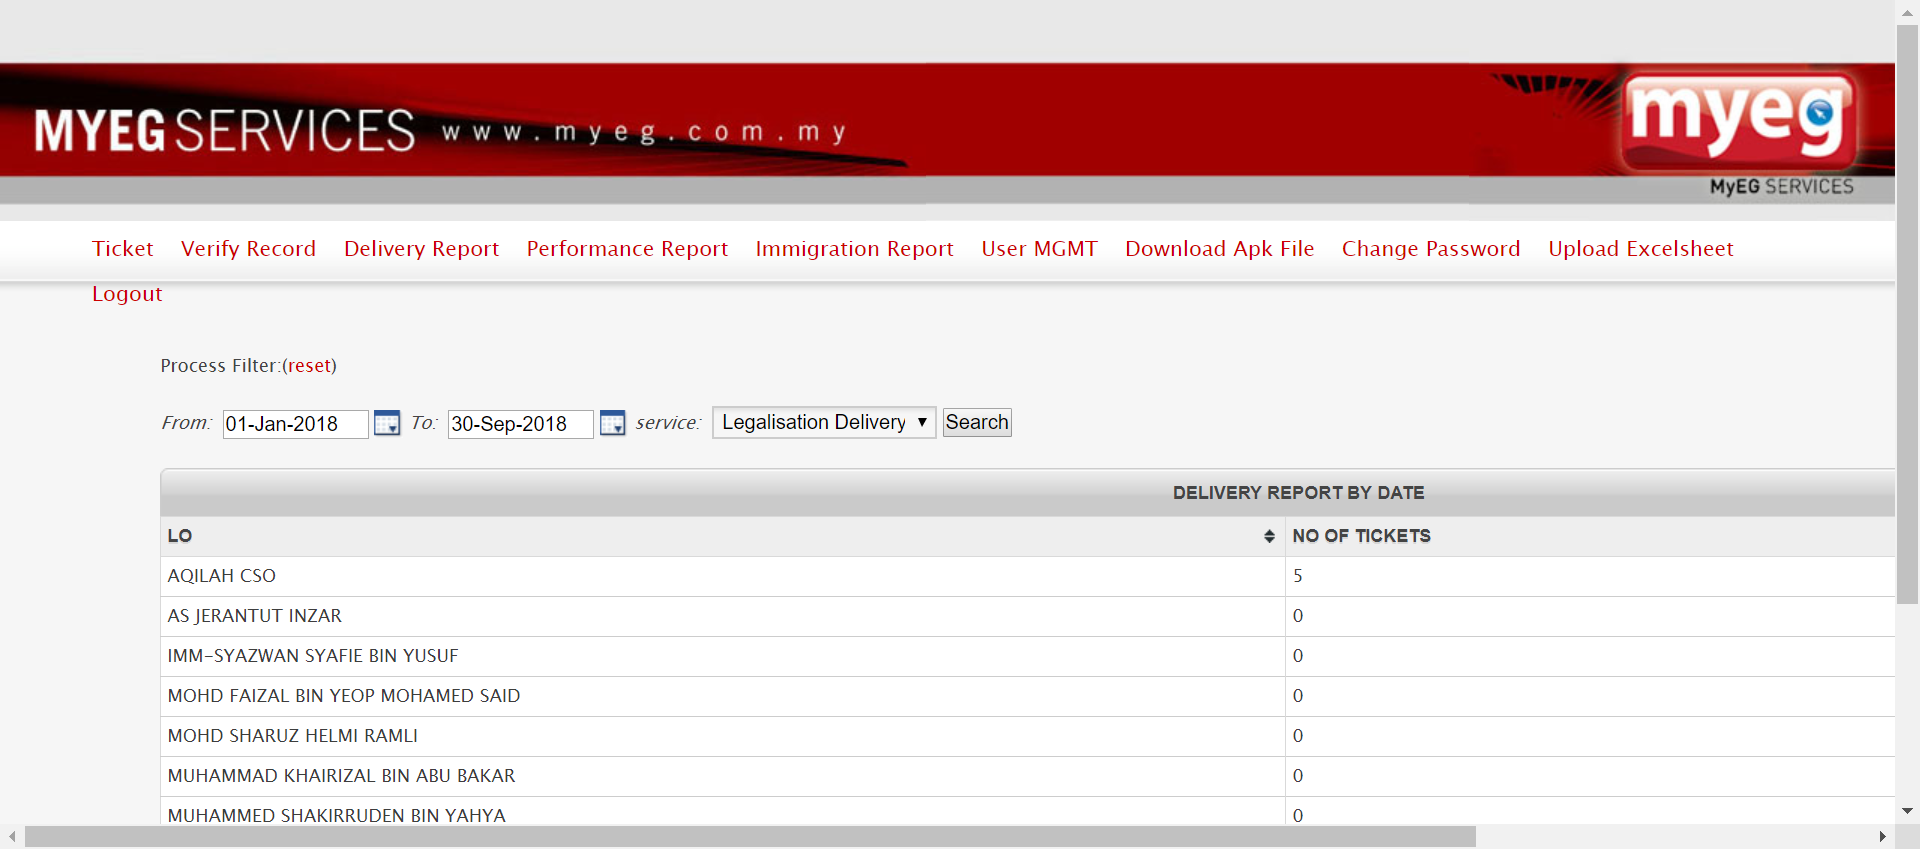 MYEG SERVICES www.myeg.com.my
myeg
MyEG SERVICES
Ticket Verify Record Delivery Report Performance Report Immigration Report User MGMT Download Apk File Change Password Upload Excelsheet
Logout
Process Filter:(reset)
From: 01-Jan-2018 To: 30-Sep-2018 service: Legalisation Delivery Search
DELIVERY REPORT BY DATE
LO NO OF TICKETS
AQILAH CSO 5
AS JERANTUT INZAR 0
IMM-SYAZWAN SYAFIE BIN YUSUF 0
MOHD FAIZAL BIN YEOP MOHAMED SAID 0
MOHD SHARUZ HELMI RAMLI 0
MUHAMMAD KHAIRIZAL BIN ABU BAKAR 0
MUHAMMED SHAKIRRUDEN BIN YAHYA 0